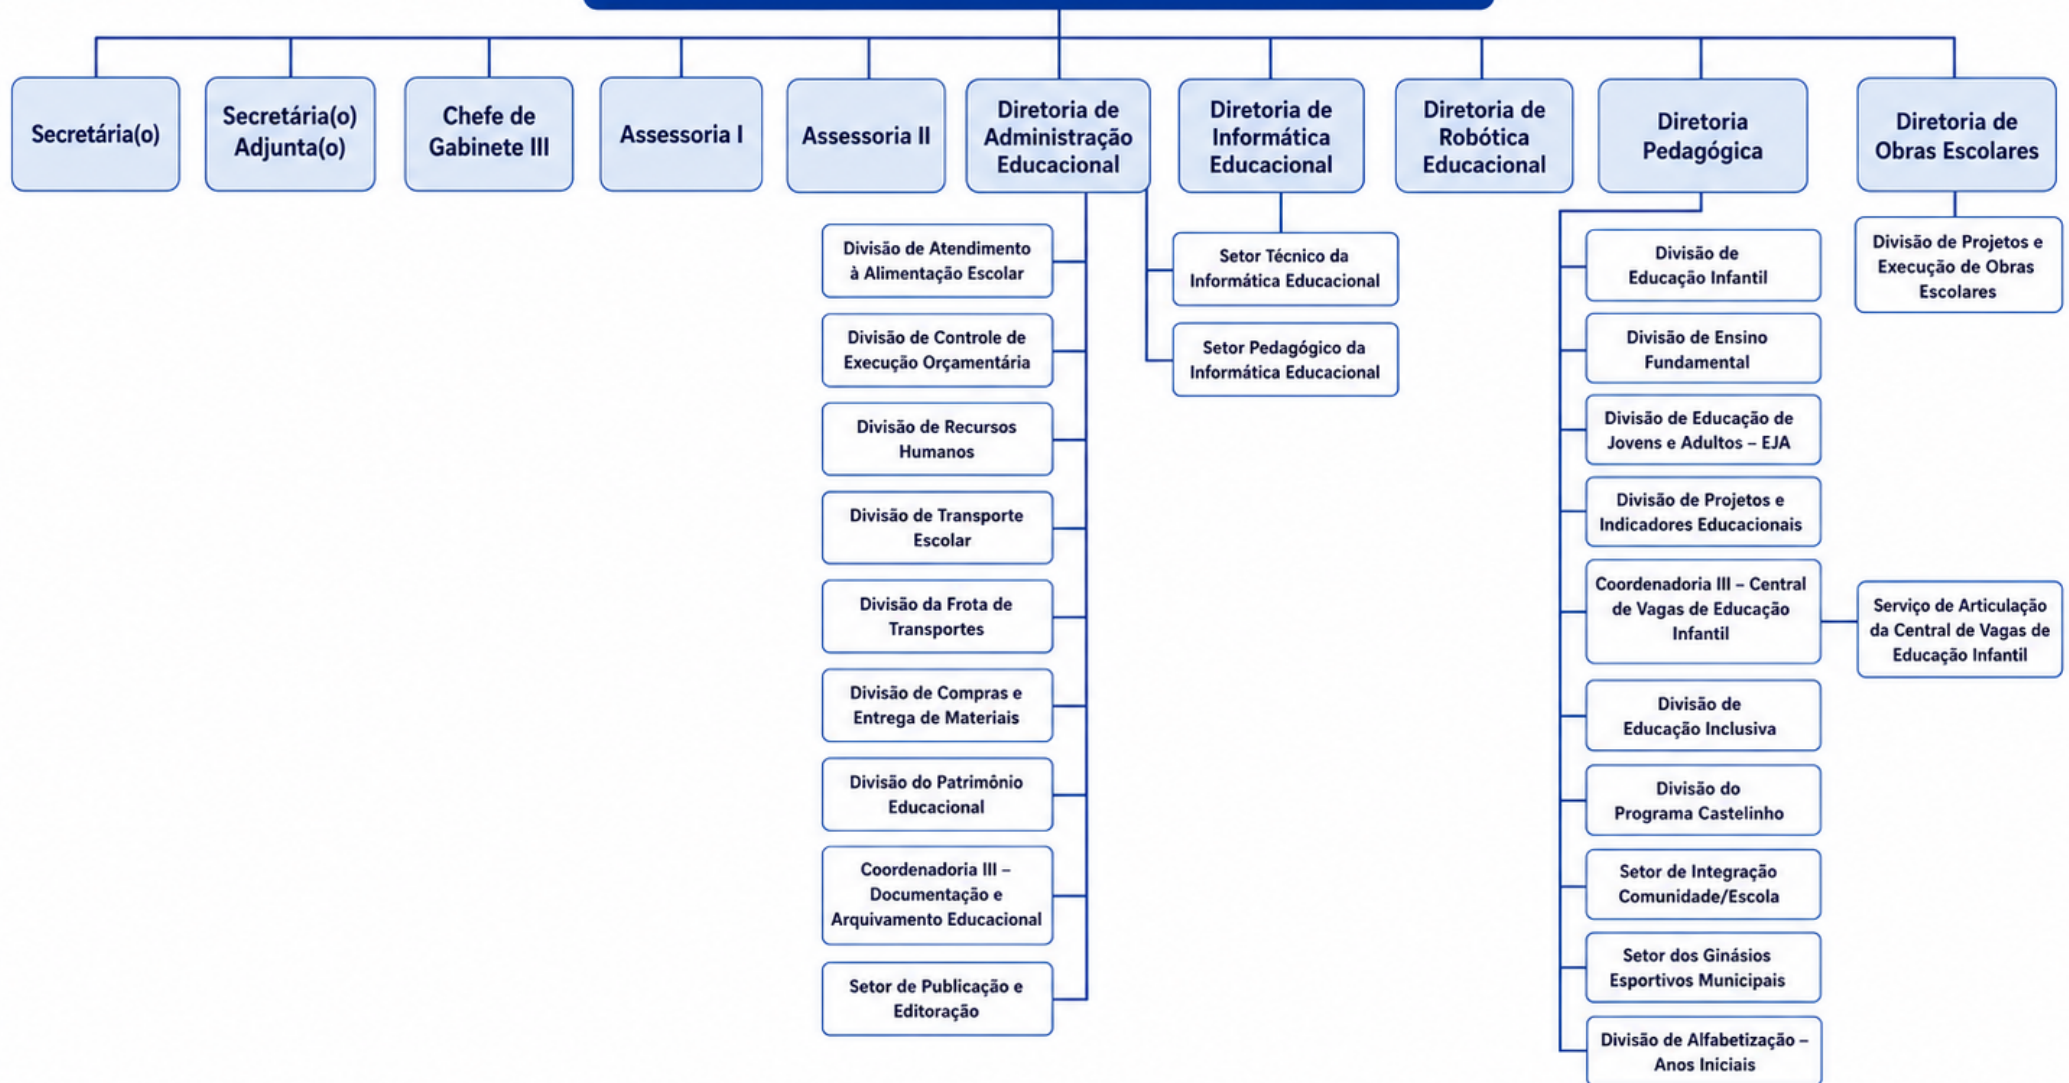 Secretária(o)
Secretária(o)
Adjunta(o)
Chefe de
Gabinete III
Assessoria I
Assessoria II
Diretoria de
Administração
Educacional
Diretoria de
Informática
Educacional
Diretoria de
Robótica
Educacional
Diretoria
Pedagógica
Diretoria de
Obras Escolares
Divisão de Atendimento
à Alimentação Escolar
Divisão de Controle de
Execução Orçamentária
Divisão de Recursos
Humanos
Divisão de Transporte
Escolar
Divisão da Frota de
Transportes
Divisão de Compras e
Entrega de Materiais
Divisão do Patrimônio
Educacional
Coordenadoria III –
Documentação e
Arquivamento Educacional
Setor de Publicação e
Editoração
Setor Técnico da
Informática Educacional
Setor Pedagógico da
Informática Educacional
Divisão de
Educação Infantil
Divisão de Ensino
Fundamental
Divisão de Educação de
Jovens e Adultos – EJA
Divisão de Projetos e
Indicadores Educacionais
Coordenadoria III – Central
de Vagas de Educação
Infantil
Serviço de Articulação
da Central de Vagas de
Educação Infantil
Divisão de
Educação Inclusiva
Divisão do
Programa Castelinho
Setor de Integração
Comunidade/Escola
Setor dos Ginásios
Esportivos Municipais
Divisão de Alfabetização –
Anos Iniciais
Divisão de Projetos e
Execução de Obras
Escolares